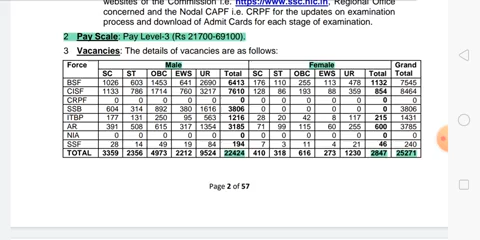 websites of the Commission i.e. https://www.ssc.nic.in, Regional Office
concerned and the Nodal CAPF i.e. CRPF for the updates on examination
process and download of Admit Cards for each stage of examination.
2 Pay Scale: Pay Level-3 (Rs 21700-69100).
3 Vacancies: The details of vacancies are as follows:
Force Male Female Grand Total
SC ST OBC EWS UR Total SC ST OBC EWS UR Total
BSF 1026 603 1453 641 2690 6413 176 110 255 113 478 1132 7545
CISF 1133 786 1714 760 3217 7610 128 86 193 88 359 854 8464
CRPF 0 0 0 0 0 0 0 0 0 0 0 0 0
SSB 604 314 892 380 1616 3806 0 0 0 0 0 0 3806
ITBP 177 131 250 95 563 1216 28 20 42 8 117 215 1431
AR 391 508 615 317 1354 3185 71 99 115 60 255 600 3785
NIA 0 0 0 0 0 0 0 0 0 0 0 0 0
SSF 28 14 49 19 84 194 7 3 11 4 21 46 240
TOTAL 3359 2356 4973 2212 9524 22424 410 318 616 273 1230 2847 25271
Page 2 of 57